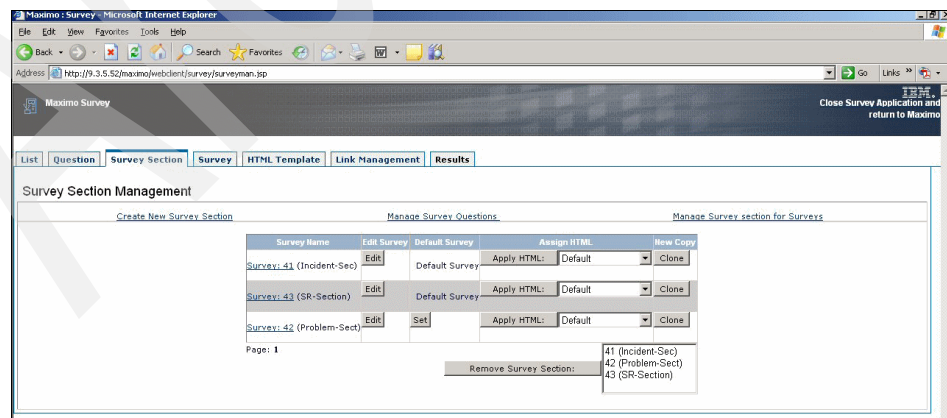 Maximo : Survey - Microsoft Internet Explorer
File Edit View Favorites Tools Help
Back Search Favorites
Address http://9.3.5.52/maximo/webclient/survey/surveyman.jsp Go Links »
IBM.
Maximo Survey
Close Survey Application and
return to Maximo
List Question Survey Section Survey HTML Template Link Management Results
Survey Section Management
Create New Survey Section Manage Survey Questions Manage Survey section for Surveys
Survey Name Edit Survey Default Survey Assign HTML New Copy
Survey: 41 (Incident-Sec) Edit Default Survey Apply HTML: Default Clone
Survey: 43 (SR-Section) Edit Default Survey Apply HTML: Default Clone
Survey: 42 (Problem-Sect) Edit Set Apply HTML: Default Clone
Page: 1
Remove Survey Section:
41 (Incident-Sec)
42 (Problem-Sect)
43 (SR-Section)